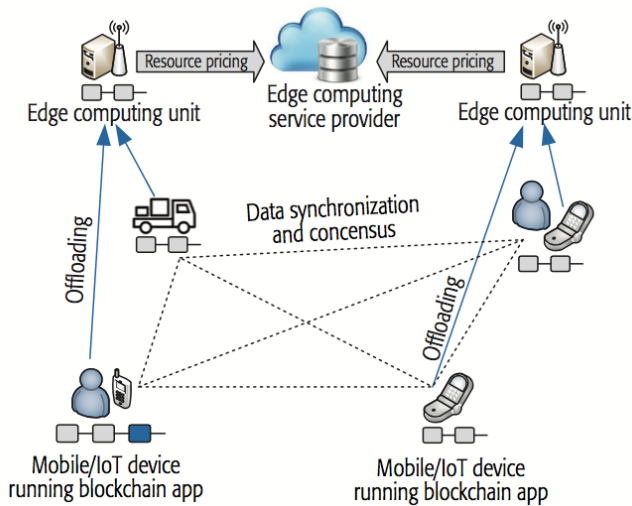 Resource pricing
Resource pricing
Edge computing unit
Edge computing
service provider
Edge computing unit
Data synchronization
and concensus
Offloading
Offloading
Mobile/IoT device
running blockchain app
Mobile/IoT device
running blockchain app